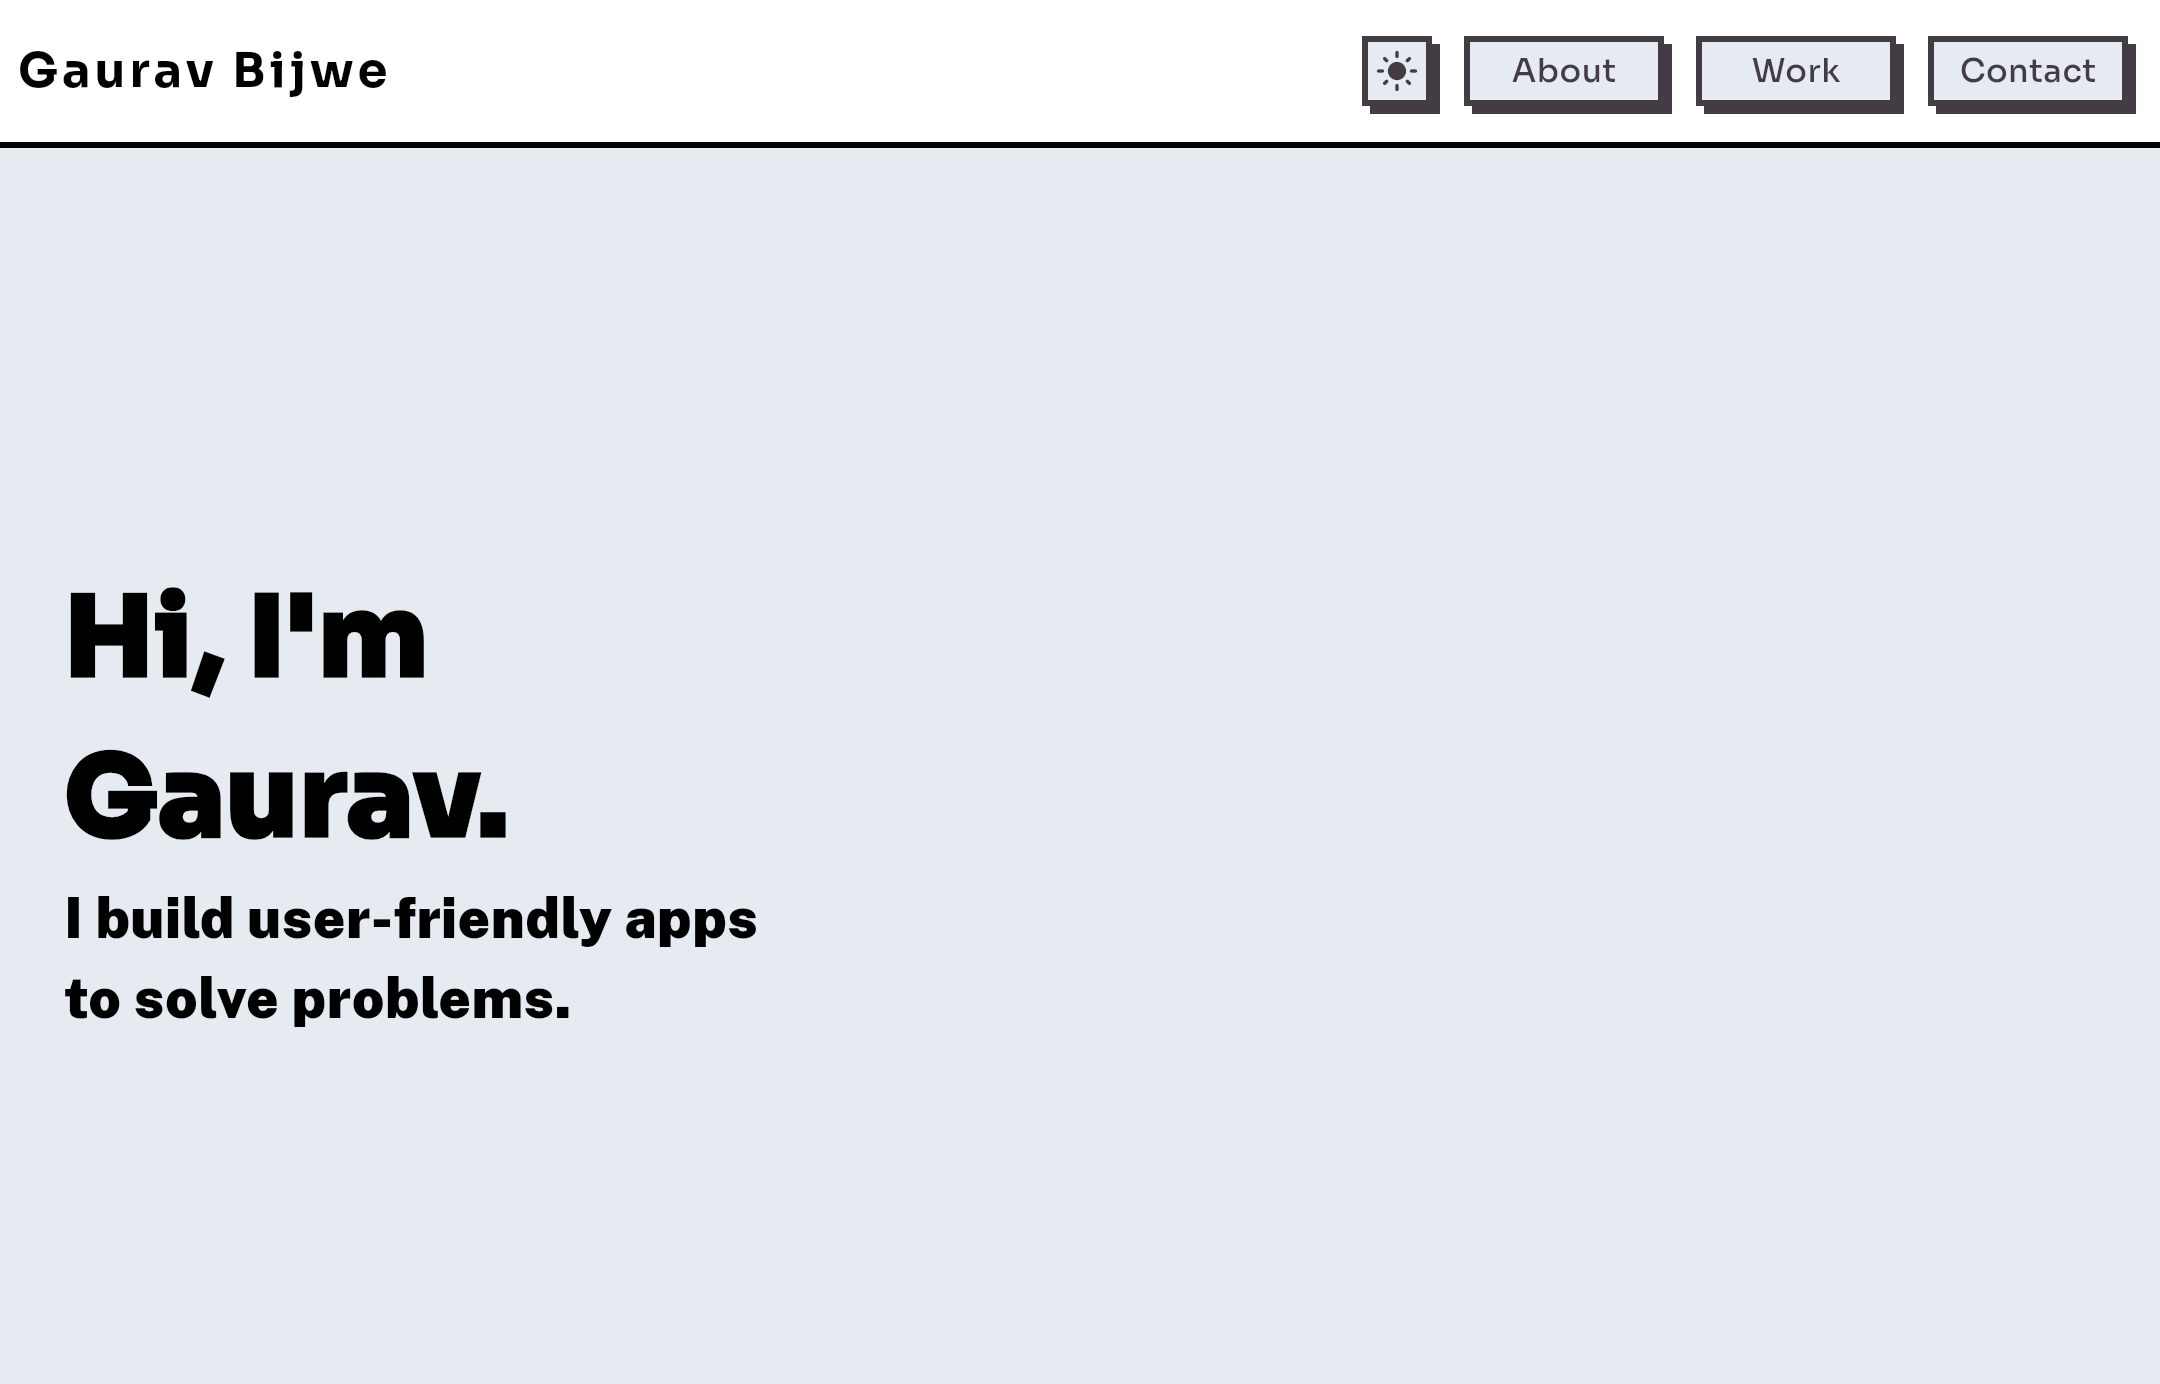 Gaurav Bijwe
About
Work
Contact
Hi, I'm
Gaurav.
I build user-friendly apps
to solve problems.